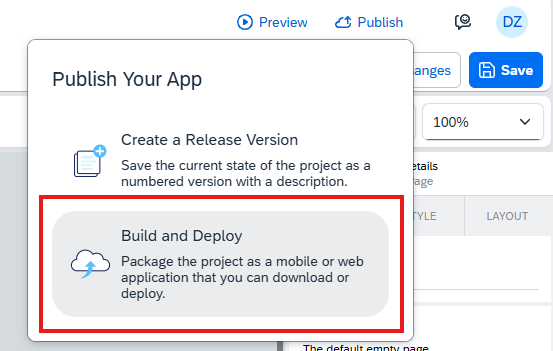 Preview
Publish
DZ
Publish Your App
anges
Save
Create a Release Version
Save the current state of the project as a
numbered version with a description.
100%
etails
age
TYLE
LAYOUT
Build and Deploy
Package the project as a mobile or web
application that you can download or
deploy.
The default empty page